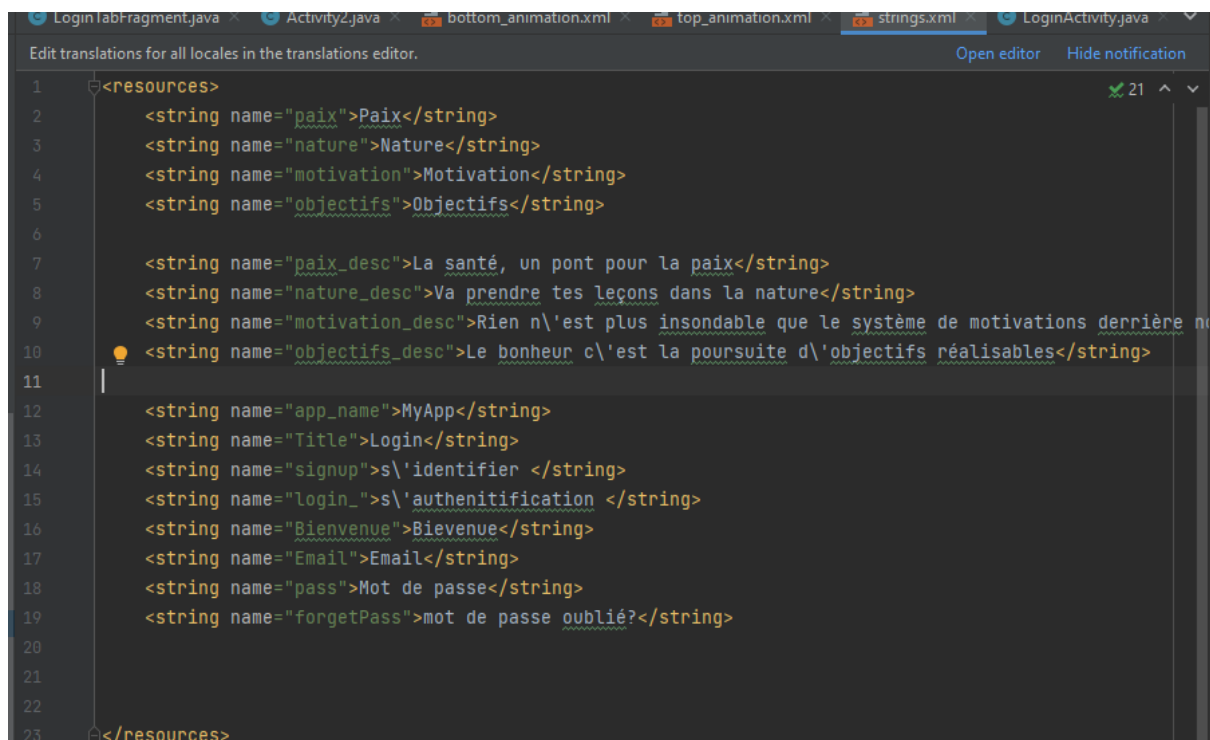 LoginTabFragment.java Activity2.java bottom_animation.xml top_animation.xml strings.xml LoginActivity.java
Edit translations for all locales in the translations editor. Open editor Hide notification
1 <resources> 21
2 <string name="paix">Paix</string>
3 <string name="nature">Nature</string>
4 <string name="motivation">Motivation</string>
5 <string name="objectifs">Objectifs</string>
6
7 <string name="paix_desc">La santé, un pont pour la paix</string>
8 <string name="nature_desc">Va prendre tes leçons dans la nature</string>
9 <string name="motivation_desc">Rien n\'est plus insondable que le système de motivations derrière
10 <string name="objectifs_desc">Le bonheur c\'est la poursuite d\'objectifs réalisables</string>
11
12 <string name="app_name">MyApp</string>
13 <string name="Title">Login</string>
14 <string name="signup">s\'identifier </string>
15 <string name="login_">s\'authenitification </string>
16 <string name="Bienvenue">Bievenue</string>
17 <string name="Email">Email</string>
18 <string name="pass">Mot de passe</string>
19 <string name="forgetPass">mot de passe oublié?</string>
20
21
22
23 </resources>